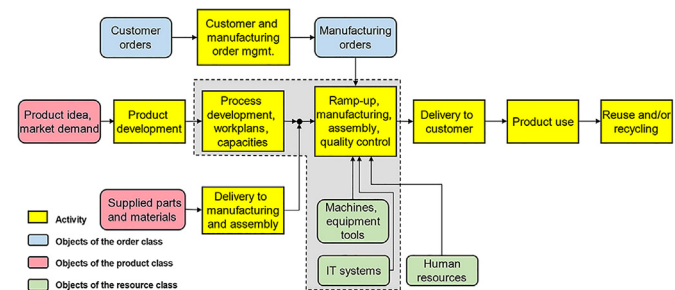 Customer
orders
Customer and
manufacturing
order mgmt.
Manufacturing
orders
Product idea,
market demand
Product
development
Process
development,
workplans,
capacities
Ramp-up,
manufacturing,
assembly,
quality control
Delivery to
customer
Product use
Reuse and/or
recycling
Supplied parts
and materials
Delivery to
manufacturing
and assembly
Machines,
equipment
tools
IT systems
Human
resources
Activity
Objects of the order class
Objects of the product class
Objects of the resource class